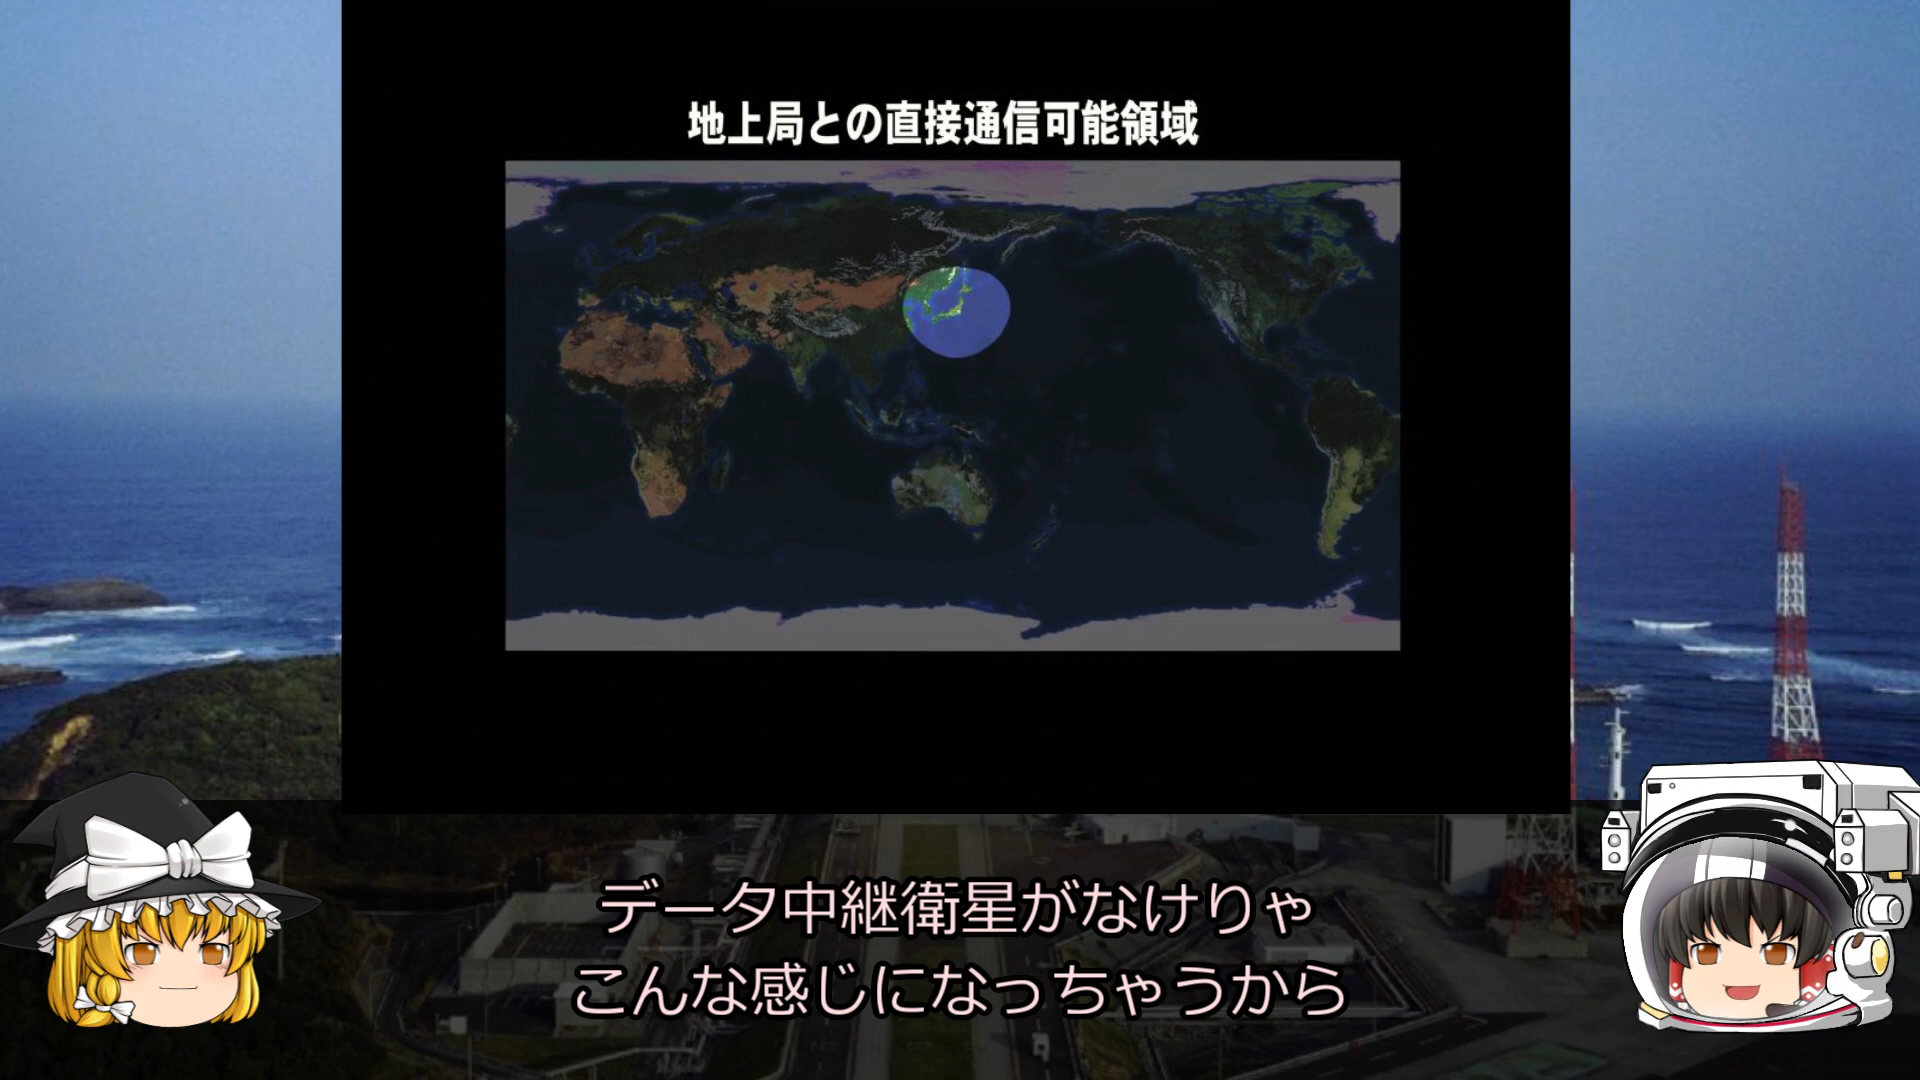 地上局との直接通信可能領域
データ中継衛星がなけりゃ
こんな感じになっちゃうから